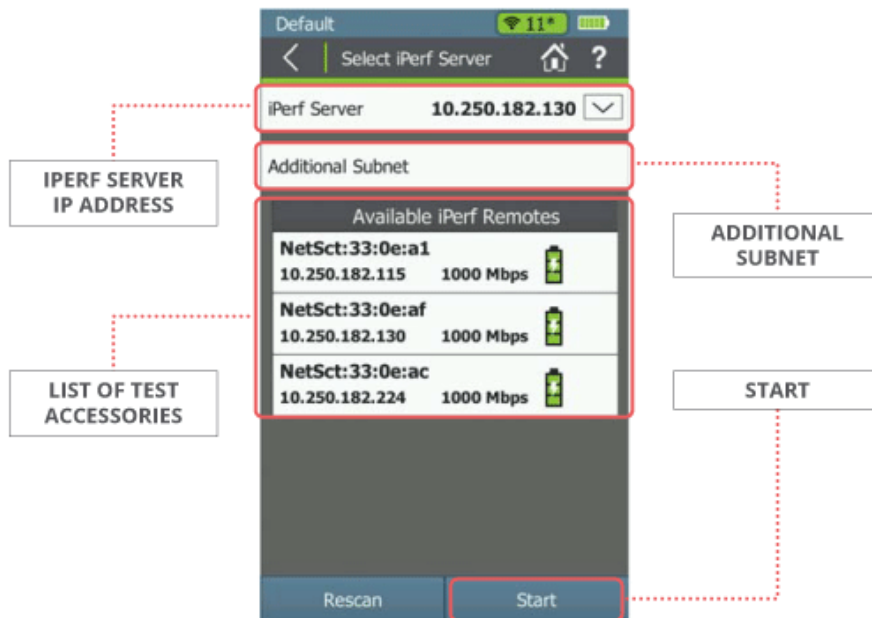 Default
11*
Select iPerf Server
?
iPerf Server 10.250.182.130
IPERF SERVER
IP ADDRESS
Additional Subnet
ADDITIONAL
SUBNET
Available iPerf Remotes
NetSct:33:0e:a1
10.250.182.115 1000 Mbps
NetSct:33:0e:af
10.250.182.130 1000 Mbps
NetSct:33:0e:ac
10.250.182.224 1000 Mbps
LIST OF TEST
ACCESSORIES
START
Rescan
Start